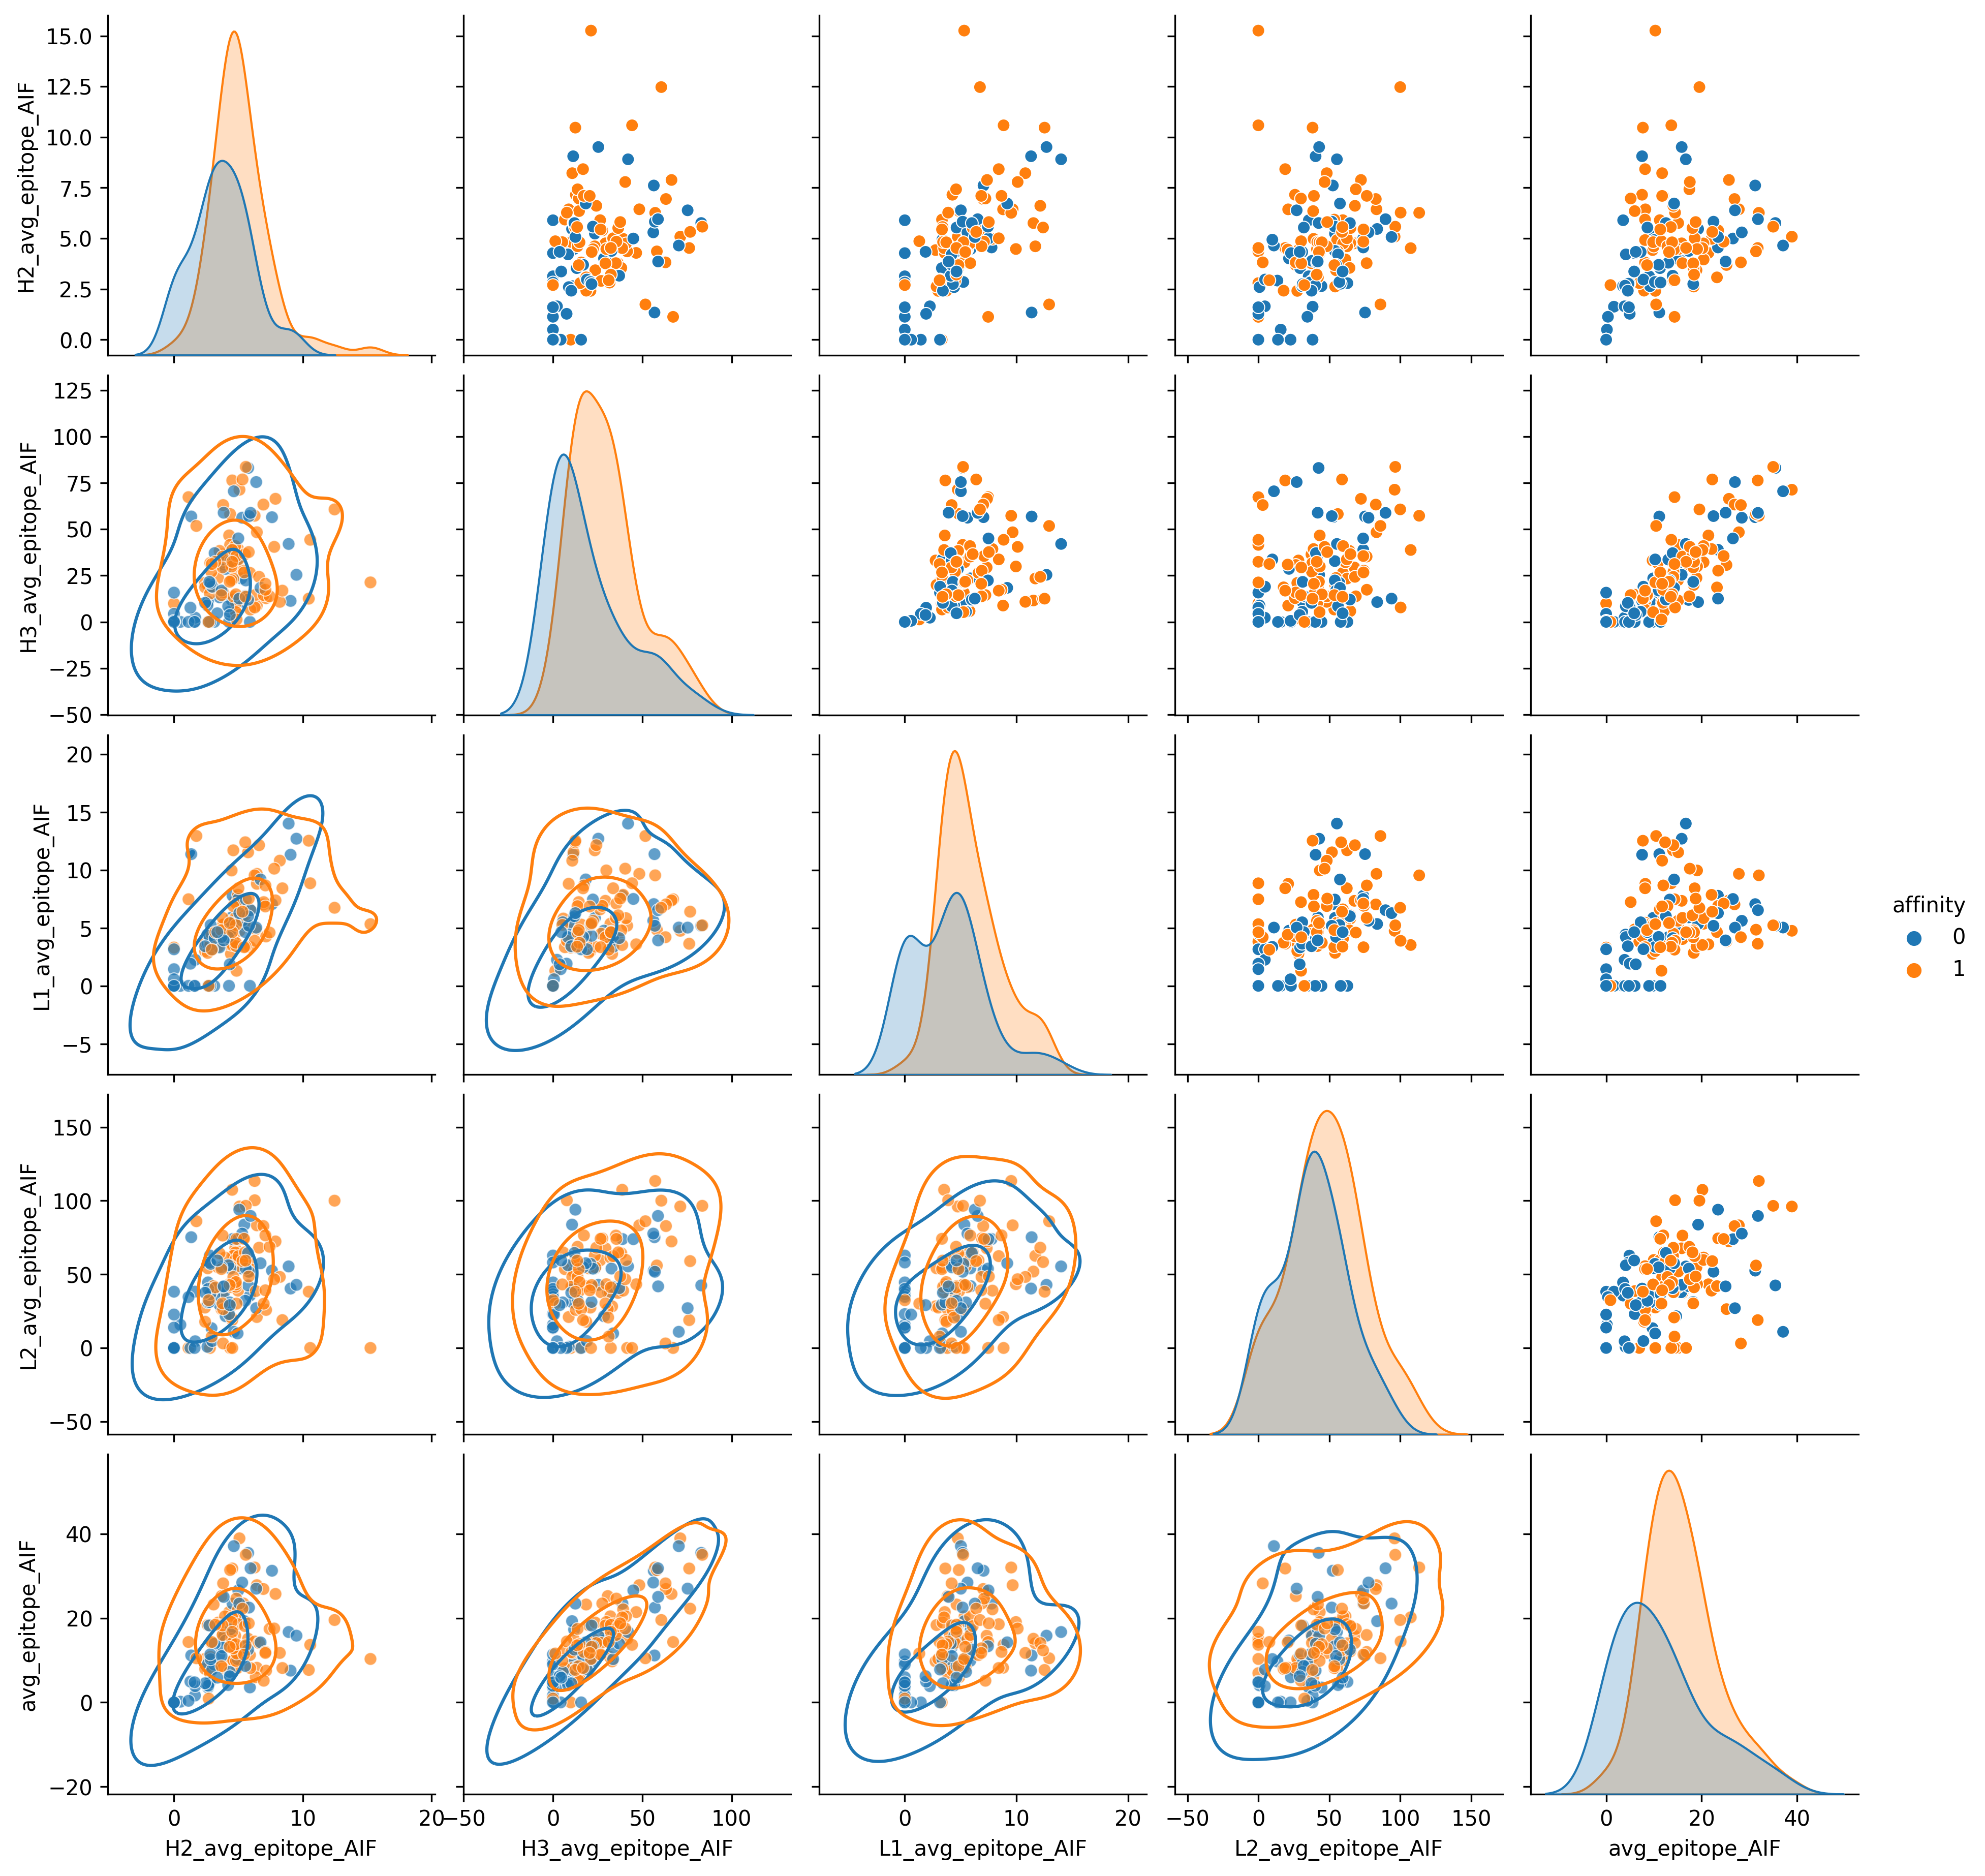 H2_avg_epitope_AIF
15.0
12.5
10.0
7.5
5.0
2.5
0.0
H3_avg_epitope_AIF
125
100
75
50
25
0
−25
−50
L1_avg_epitope_AIF
20
15
10
5
0
−5
affinity
0
1
L2_avg_epitope_AIF
150
100
50
0
−50
avg_epitope_AIF
40
20
0
−20
0 10 20
−50 0 50 100
0 10 20
−50 0 50 100 150
0 20 40
H2_avg_epitope_AIF
H3_avg_epitope_AIF
L1_avg_epitope_AIF
L2_avg_epitope_AIF
avg_epitope_AIF